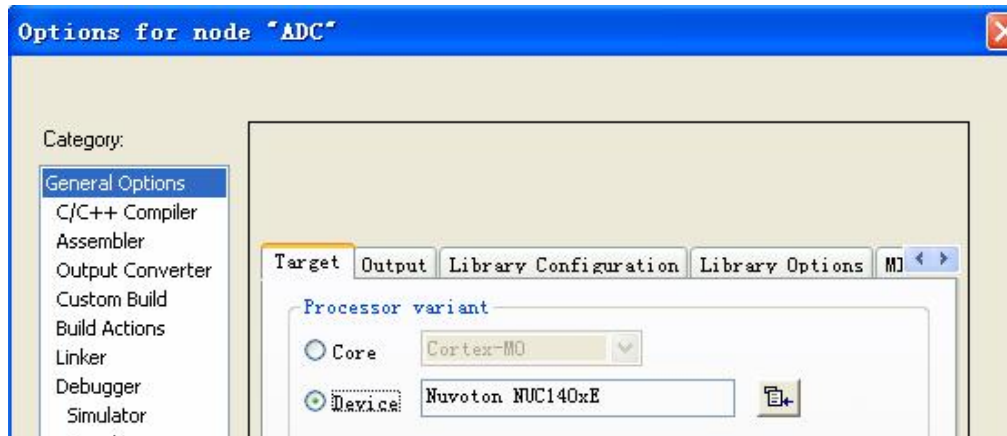 Options for node "ADC"
Category:
General Options
C/C++ Compiler
Assembler
Output Converter
Custom Build
Build Actions
Linker
Debugger
Simulator
Target Output Library Configuration Library Options
Processor variant
Core Cortex-M0
Device Nuvoton NUC140xE